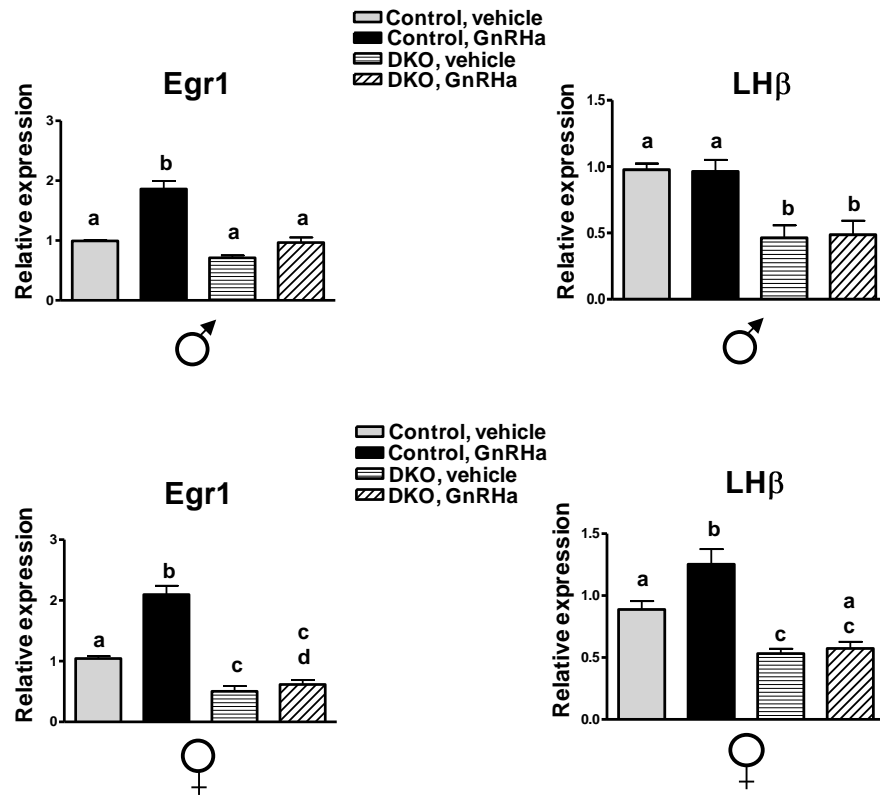 Control, vehicle
Control, GnRHa
DKO, vehicle
DKO, GnRHa
Egr1
Relative expression
3
2
1
0
a
b
a
a
LHβ
Relative expression
1.5
1.0
0.5
0.0
a
a
b
b
Control, vehicle
Control, GnRHa
DKO, vehicle
DKO, GnRHa
Egr1
Relative expression
3
2
1
0
a
b
c
c
d
LHβ
Relative expression
1.5
1.0
0.5
0.0
a
b
c
a
c